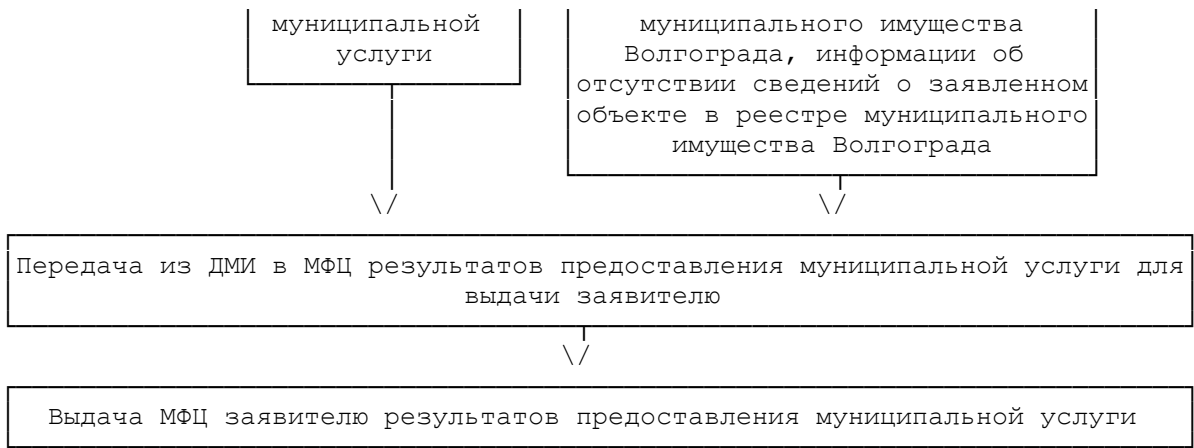 муниципальной
услуги
муниципального имущества
Волгограда, информации об
отсутствии сведений о заявленном
объекте в реестре муниципального
имущества Волгограда
\/
\/
Передача из ДМИ в МФЦ результатов предоставления муниципальной услуги для
выдачи заявителю
\/
Выдача МФЦ заявителю результатов предоставления муниципальной услуги